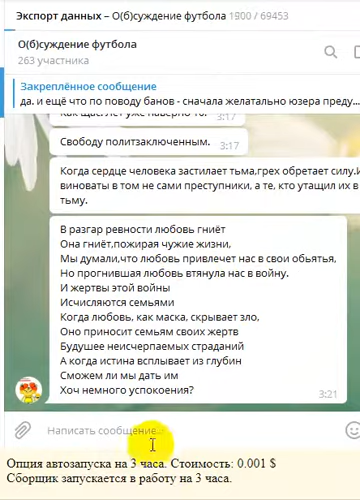 Экспорт данных – О(б)суждение футбола 1900 / 69453
О(б)суждение футбола
263 участника
Закреплённое сообщение
да. и ещё что по поводу банов - сначала желатально юзера преду...
3:17
Свободу политзаключенным. 3:17
Когда сердце человека застилает тьма,грех обретает силу.И
виноваты в том не сами преступники, а те, кто утащил их в
тьму.
В разгар ревности любовь гниёт
Она гниёт,пожирая чужие жизни,
Мы думали,что любовь привлечет нас в свои обьятья,
Но прогнившая любовь втянула нас в войну.
И жертвы этой войны
Исчисляются семьями
Когда любовь, как маска, скрывает зло,
Оно приносит семьям своих жертв
Будущее неисчерпаемых страданий
А когда истина всплывает из глубин
Сможем ли мы дать им
Хоч немного успокоения? 3:21
Написать сообщение...
Опция автозапуска на 3 часа. Стоимость: 0.001 $
Сборщик запускается в работу на 3 часа.